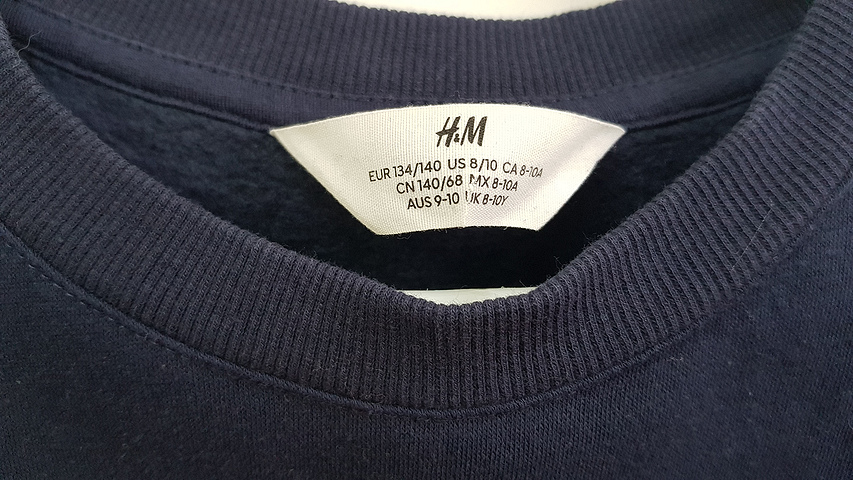 H&M
EUR 134/140 US 8/10 CA 8-10A
CN 140/68 MX 8-10A
AUS 9-10 UK 8-10Y